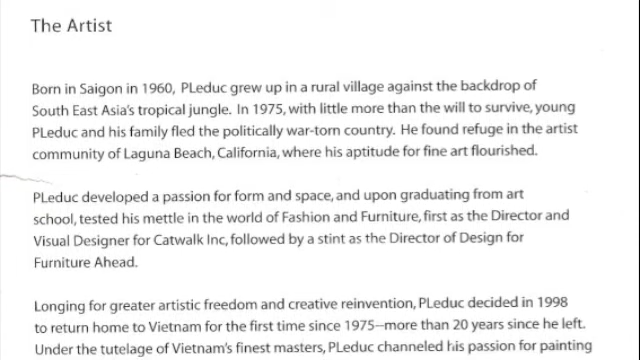 The Artist
Born in Saigon in 1960, PLeduc grew up in a rural village against the backdrop of
South East Asia's tropical jungle. In 1975, with little more than the will to survive, young
PLeduc and his family fled the politically war-torn country. He found refuge in the artist
community of Laguna Beach, California, where his aptitude for fine art flourished.
PLeduc developed a passion for form and space, and upon graduating from art
school, tested his mettle in the world of Fashion and Furniture, first as the Director and
Visual Designer for Catwalk Inc, followed by a stint as the Director of Design for
Furniture Ahead.
Longing for greater artistic freedom and creative reinvention, PLeduc decided in 1998
to return home to Vietnam for the first time since 1975—more than 20 years since he left.
Under the tutelage of Vietnam's finest masters, PLeduc channeled his passion for painting